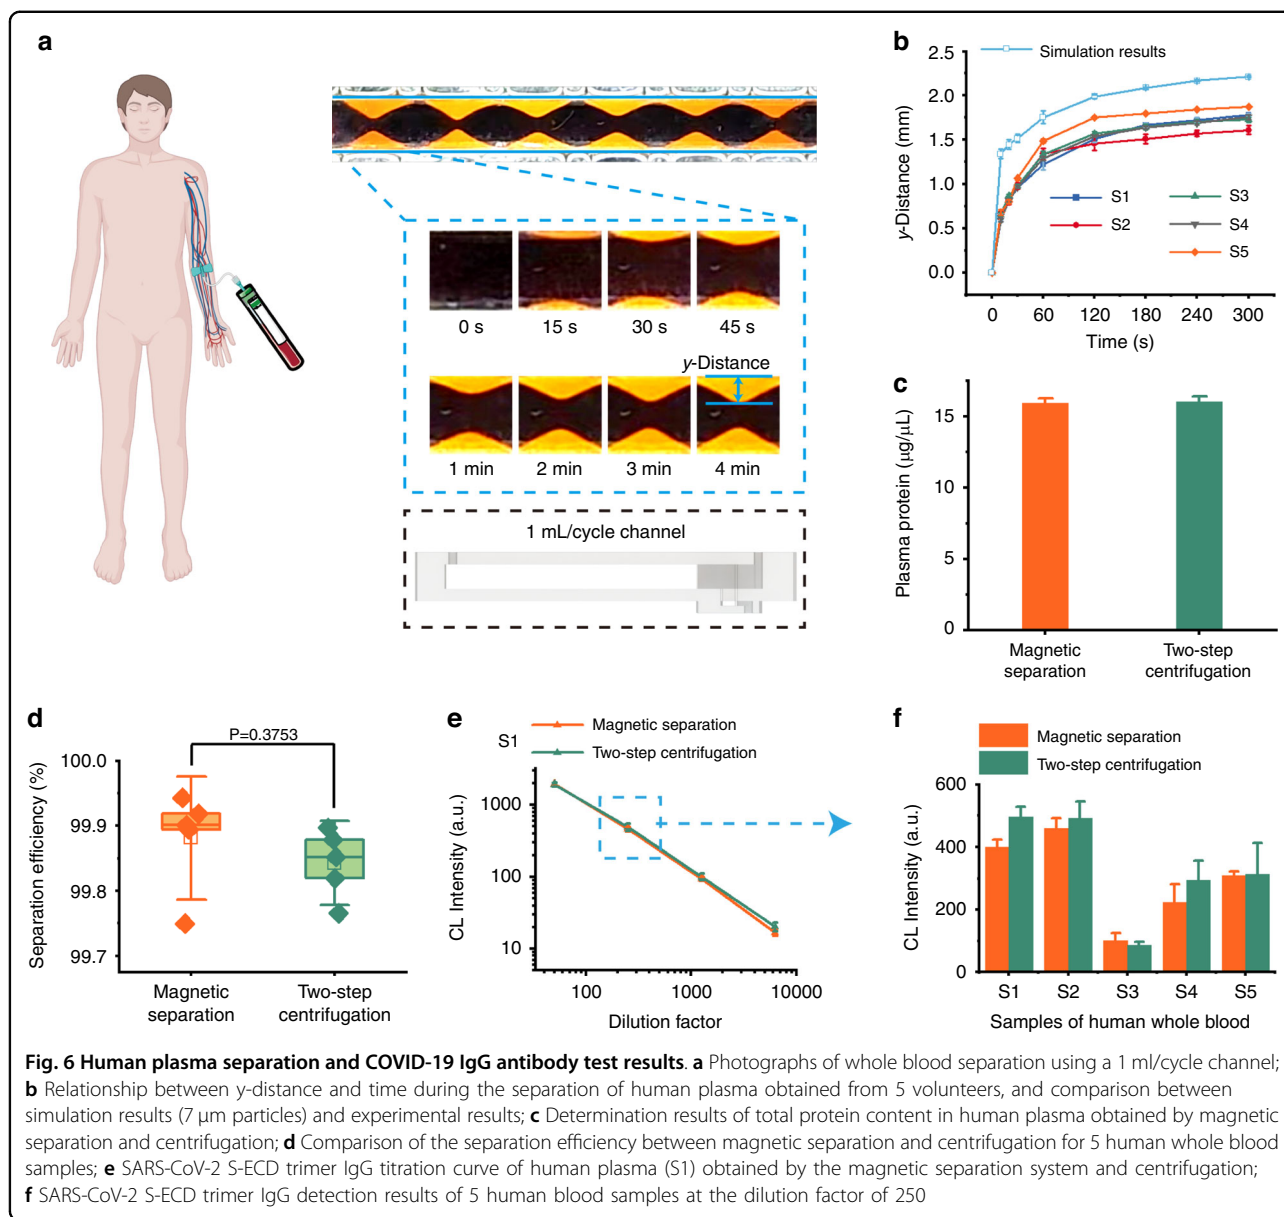 a
0 s
15 s
30 s
45 s
y-Distance
1 min
2 min
3 min
4 min
1 mL/cycle channel
b
2.5
2.0
1.5
1.0
0.5
0.0
y-Distance (mm)
Simulation results
S1
S2
S3
S4
S5
0
60
120
180
240
300
Time (s)
c
15
10
5
0
Plasma protein (μg/μL)
Magnetic
separation
Two-step
centrifugation
d
P=0.3753
100.0
99.9
99.8
99.7
Separation efficiency (%)
Magnetic
separation
Two-step
centrifugation
e
S1
Magnetic separation
Two-step centrifugation
1000
100
10
CL Intensity (a.u.)
100
1000
10000
Dilution factor
f
Magnetic separation
Two-step centrifugation
600
400
200
0
CL Intensity (a.u.)
S1
S2
S3
S4
S5
Samples of human whole blood
Fig. 6 Human plasma separation and COVID-19 IgG antibody test results. a Photographs of whole blood separation using a 1 ml/cycle channel;
b Relationship between y-distance and time during the separation of human plasma obtained from 5 volunteers, and comparison between
simulation results (7 μm particles) and experimental results; c Determination results of total protein content in human plasma obtained by magnetic
separation and centrifugation; d Comparison of the separation efficiency between magnetic separation and centrifugation for 5 human whole blood
samples; e SARS-CoV-2 S-ECD trimer IgG titration curve of human plasma (S1) obtained by the magnetic separation system and centrifugation;
f SARS-CoV-2 S-ECD trimer IgG detection results of 5 human blood samples at the dilution factor of 250